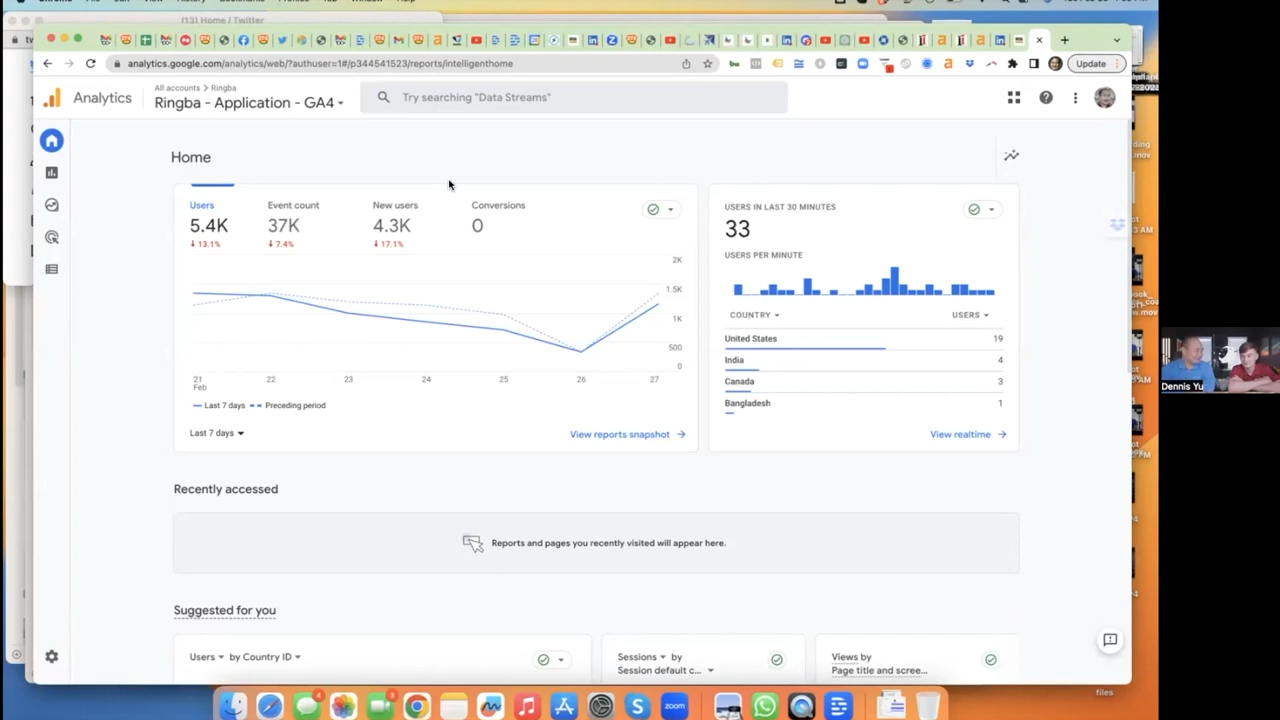 (13) Home / Twitter
analytics.google.com/analytics/web/?authuser=1#/p344541523/reports/intelligenthome
Update
Analytics
All accounts > Ringba
Ringba - Application - GA4
Try searching "Data Streams"
Home
Users
5.4K
13.1%
Event count
37K
7.4%
New users
4.3K
17.1%
Conversions
0
2K
1.5K
1K
500
0
21
Feb
22
23
24
25
26
27
Last 7 days
Preceding period
Last 7 days
View reports snapshot
USERS IN LAST 30 MINUTES
33
USERS PER MINUTE
COUNTRY
USERS
United States
19
India
4
Canada
3
Bangladesh
1
View realtime
Recently accessed
Reports and pages you recently visited will appear here.
Suggested for you
Users by Country ID
Sessions by
Session default c...
Views by
Page title and scree...
Dennis Yu
zoom
files